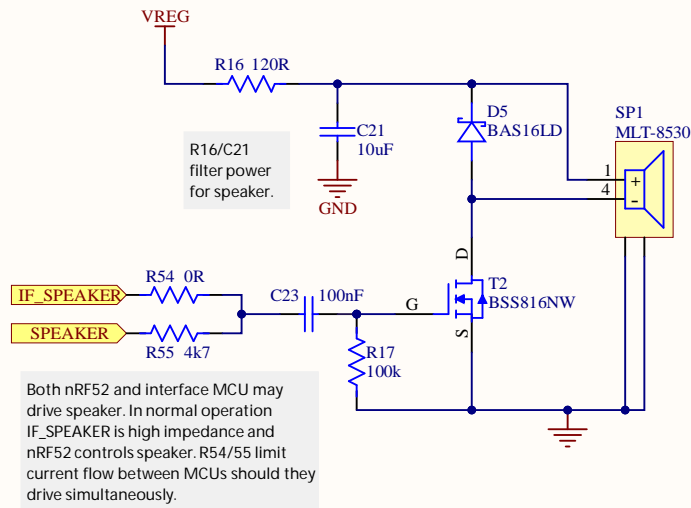 VREG
R16 120R
D5
BAS16LD
SP1
MLT-8530
C21
10uF
R16/C21
filter power
for speaker.
GND
1
4
+
-
D
R54 0R
IF_SPEAKER
C23 100nF
G
T2
BSS816NW
SPEAKER
S
R55 4k7
R17
100k
Both nRF52 and interface MCU may
drive speaker. In normal operation
IF_SPEAKER is high impedance and
nRF52 controls speaker. R54/55 limit
current flow between MCUs should they
drive simultaneously.